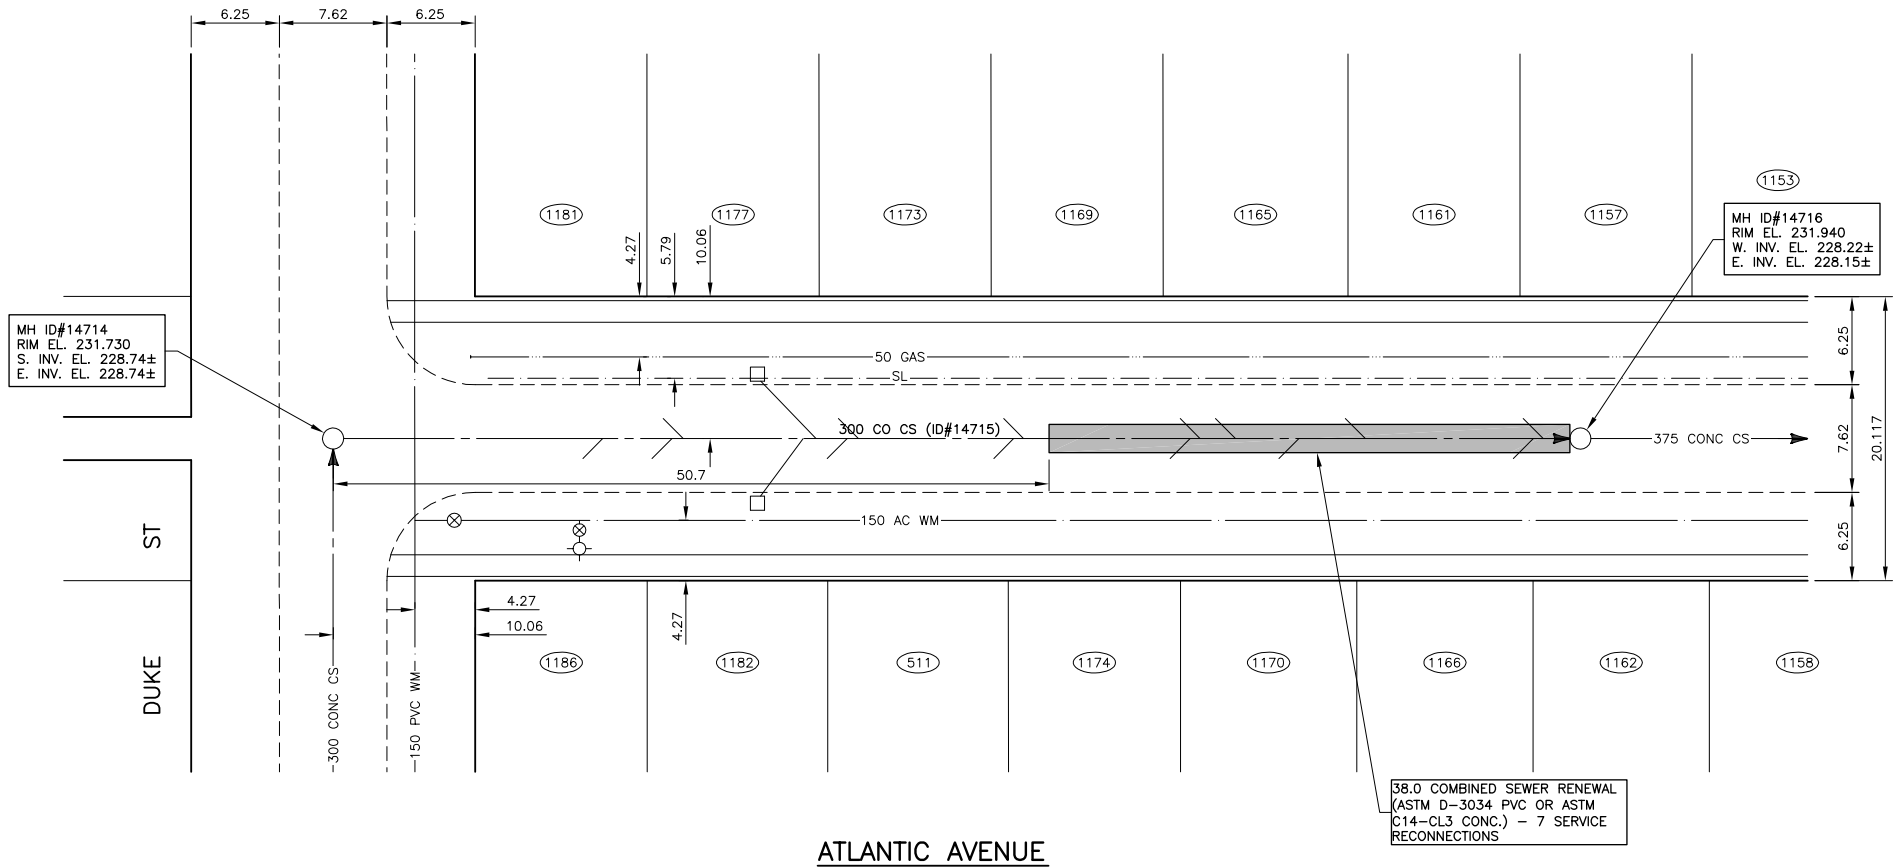 6.25 7.62 6.25
1153
1181 1177 1173 1169 1165 1161 1157
MH ID#14716
RIM EL. 231.940
W. INV. EL. 228.22±
E. INV. EL. 228.15±
4.27 5.79 10.06
MH ID#14714
RIM EL. 231.730
S. INV. EL. 228.74±
E. INV. EL. 228.74±
50 GAS
SL
6.25
300 CO CS (ID#14715)
375 CONC CS
7.62
20.117
50.7
150 AC WM
6.25
DUKE ST
4.27
10.06
4.27
300 CONC CS
150 PVC WM
1186 1182 511 1174 1170 1166 1162 1158
38.0 COMBINED SEWER RENEWAL
(ASTM D-3034 PVC OR ASTM
C14-CL3 CONC.) - 7 SERVICE
RECONNECTIONS
ATLANTIC AVENUE